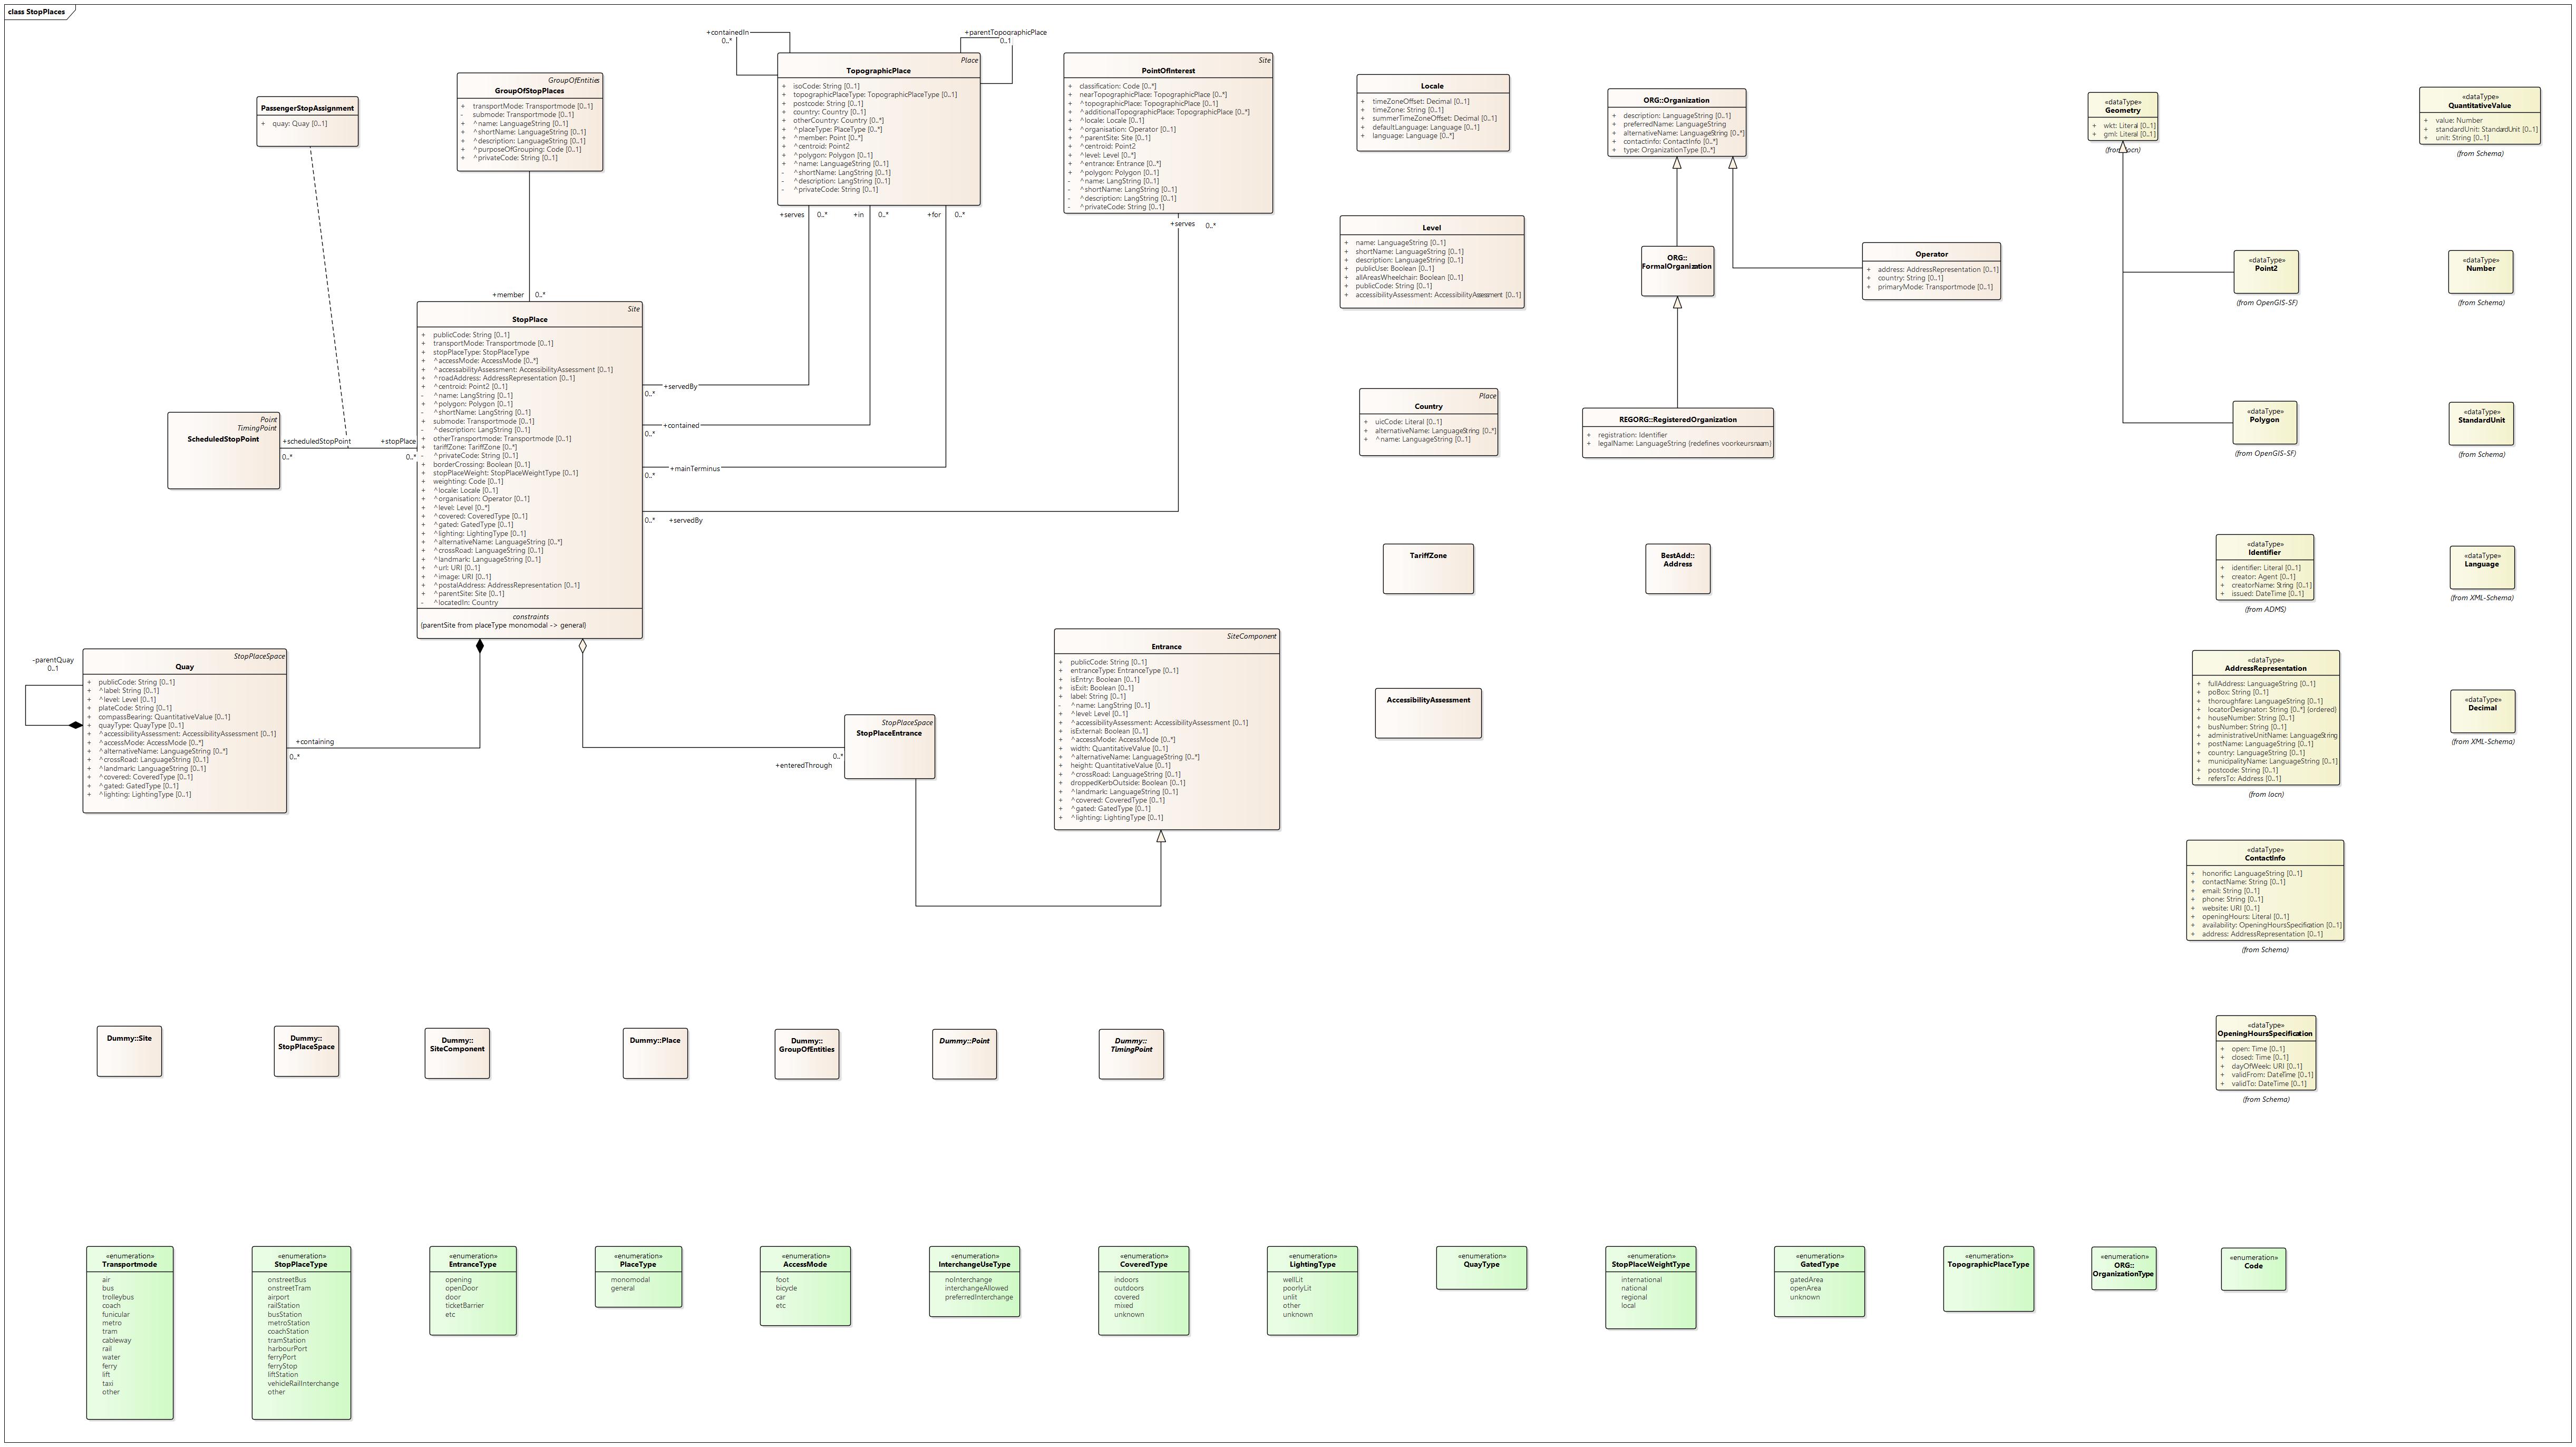 class StopPlaces
+containedIn
0..*
+parentTopographicPlace
0..1
PassengerStopAssignment
+ quay: Quay [0..1]
GroupOfEntities
GroupOfStopPlaces
+ transportMode: Transportmode [0..1]
- submode: Transportmode [0..1]
+ ^name: LanguageString [0..1]
+ ^shortName: LanguageString [0..1]
+ ^description: LanguageString [0..1]
+ ^purposeOfGrouping: Code [0..1]
+ ^privateCode: String [0..1]
Place
TopographicPlace
+ isoCode: String [0..1]
+ topographicPlaceType: TopographicPlaceType [0..1]
+ postcode: String [0..1]
+ country: Country [0..1]
+ otherCountry: Country [0..*]
+ ^placeType: PlaceType [0..*]
+ ^member: Point [0..*]
+ ^centroid: Point2
+ ^polygon: Polygon [0..1]
+ ^name: LanguageString [0..1]
- ^shortName: LangString [0..1]
- ^description: LangString [0..1]
- ^privateCode: String [0..1]
+serves 0..*
+in 0..*
+for 0..*
Site
PointOfInterest
+ classification: Code [0..*]
+ nearTopographicPlace: TopographicPlace [0..*]
+ ^topographicPlace: TopographicPlace [0..1]
+ ^additionalTopographicPlace: TopographicPlace [0..*]
+ ^locale: Locale [0..1]
+ ^organisation: Operator [0..1]
+ ^parentSite: Site [0..1]
+ ^centroid: Point2
+ ^level: Level [0..*]
+ ^entrance: Entrance [0..*]
+ ^polygon: Polygon [0..1]
- ^name: LangString [0..1]
- ^shortName: LangString [0..1]
- ^description: LangString [0..1]
- ^privateCode: String [0..1]
+serves 0..*
Locale
+ timeZoneOffset: Decimal [0..1]
+ timeZone: String [0..1]
+ summerTimeZoneOffset: Decimal [0..1]
+ defaultLanguage: Language [0..1]
+ language: Language [0..*]
ORG::Organization
+ description: LanguageString [0..1]
+ preferredName: LanguageString
+ alternativeName: LanguageString [0..*]
+ contactinfo: ContactInfo [0..*]
+ type: OrganizationType [0..*]
«dataType»
Geometry
+ wkt: Literal [0..1]
+ gml: Literal [0..1]
(from locn)
«dataType»
QuantitativeValue
+ value: Number
+ standardUnit: StandardUnit [0..1]
+ unit: String [0..1]
(from Schema)
Level
+ name: LanguageString [0..1]
+ shortName: LanguageString [0..1]
+ description: LanguageString [0..1]
+ publicUse: Boolean [0..1]
+ allAreasWheelchair: Boolean [0..1]
+ publicCode: String [0..1]
+ accessibilityAssessment: AccessibilityAssessment [0..1]
ORG::
FormalOrganization
Operator
+ address: AddressRepresentation [0..1]
+ country: String [0..1]
+ primaryMode: Transportmode [0..1]
«dataType»
Point2
(from OpenGIS-SF)
«dataType»
Number
(from Schema)
+member 0..*
Site
StopPlace
+ publicCode: String [0..1]
+ transportMode: Transportmode [0..1]
+ stopPlaceType: StopPlaceType
+ ^accessMode: AccessMode [0..*]
+ ^accessabilityAssessment: AccessibilityAssessment [0..1]
+ ^roadAddress: AddressRepresentation [0..1]
+ ^centroid: Point2 [0..1]
- ^name: LangString [0..1]
+ ^polygon: Polygon [0..1]
- ^shortName: LangString [0..1]
+ submode: Transportmode [0..1]
- ^description: LangString [0..1]
+ otherTransportmode: Transportmode [0..1]
+ tariffZone: TariffZone [0..*]
- ^privateCode: String [0..1]
+ borderCrossing: Boolean [0..1]
+ stopPlaceWeight: StopPlaceWeightType [0..1]
+ weighting: Code [0..1]
+ ^locale: Locale [0..1]
+ ^organisation: Operator [0..1]
+ ^level: Level [0..*]
+ ^covered: CoveredType [0..1]
+ ^gated: GatedType [0..1]
+ ^lighting: LightingType [0..1]
+ ^alternativeName: LanguageString [0..*]
+ ^crossRoad: LanguageString [0..1]
+ ^landmark: LanguageString [0..1]
+ ^url: URI [0..1]
+ ^image: URI [0..1]
+ ^postalAddress: AddressRepresentation [0..1]
+ ^parentSite: Site [0..1]
- ^locatedIn: Country
constraints
{parentSite from placeType monomodal -> general}
+servedBy
0..*
+contained
0..*
+mainTerminus
0..*
0..* +servedBy
Point
TimingPoint
ScheduledStopPoint
+scheduledStopPoint
0..*
+stopPlace
0..*
Place
Country
+ uicCode: Literal [0..1]
+ alternativeName: LanguageString [0..*]
+ ^name: LanguageString [0..1]
REGORG::RegisteredOrganization
+ registration: Identifier
+ legalName: LanguageString {redefines voorkeursnaam}
«dataType»
Polygon
(from OpenGIS-SF)
«dataType»
StandardUnit
(from Schema)
TariffZone
BestAdd::
Address
«dataType»
Identifier
+ identifier: Literal [0..1]
+ creator: Agent [0..1]
+ creatorName: String [0..1]
+ issued: DateTime [0..1]
(from ADMS)
«dataType»
Language
(from XML-Schema)
-parentQuay
0..1
StopPlaceSpace
Quay
+ publicCode: String [0..1]
+ ^label: String [0..1]
+ ^level: Level [0..1]
+ plateCode: String [0..1]
+ compassBearing: QuantitativeValue [0..1]
+ quayType: QuayType [0..1]
+ ^accessibilityAssessment: AccessibilityAssessment [0..1]
+ ^accessMode: AccessMode [0..*]
+ ^alternativeName: LanguageString [0..*]
+ ^crossRoad: LanguageString [0..1]
+ ^landmark: LanguageString [0..1]
+ ^covered: CoveredType [0..1]
+ ^gated: GatedType [0..1]
+ ^lighting: LightingType [0..1]
+containing
0..*
StopPlaceSpace
StopPlaceEntrance
0..*
+enteredThrough
SiteComponent
Entrance
+ publicCode: String [0..1]
+ entranceType: EntranceType [0..1]
+ isEntry: Boolean [0..1]
+ isExit: Boolean [0..1]
+ label: String [0..1]
- ^name: LangString [0..1]
+ ^level: Level [0..1]
+ ^accessibilityAssessment: AccessibilityAssessment [0..1]
+ isExternal: Boolean [0..1]
+ ^accessMode: AccessMode [0..*]
+ width: QuantitativeValue [0..1]
+ ^alternativeName: LanguageString [0..*]
+ height: QuantitativeValue [0..1]
+ ^crossRoad: LanguageString [0..1]
+ droppedKerbOutside: Boolean [0..1]
+ ^landmark: LanguageString [0..1]
+ ^covered: CoveredType [0..1]
+ ^gated: GatedType [0..1]
+ ^lighting: LightingType [0..1]
AccessibilityAssessment
«dataType»
AddressRepresentation
+ fullAddress: LanguageString [0..1]
+ poBox: String [0..1]
+ thoroughfare: LanguageString [0..1]
+ locatorDesignator: String [0..*] {ordered}
+ houseNumber: String [0..1]
+ busNumber: String [0..1]
+ administrativeUnitName: LanguageString
+ postName: LanguageString [0..1]
+ country: LanguageString [0..1]
+ municipalityName: LanguageString [0..1]
+ postcode: String [0..1]
+ refersTo: Address [0..1]
(from locn)
«dataType»
Decimal
(from XML-Schema)
«dataType»
ContactInfo
+ honorific: LanguageString [0..1]
+ contactName: String [0..1]
+ email: String [0..1]
+ phone: String [0..1]
+ website: URI [0..1]
+ openingHours: Literal [0..1]
+ availability: OpeningHoursSpecification [0..1]
+ address: AddressRepresentation [0..1]
(from Schema)
Dummy::Site
Dummy::
StopPlaceSpace
Dummy::
SiteComponent
Dummy::Place
Dummy::
GroupOfEntities
Dummy::Point
Dummy::
TimingPoint
«dataType»
OpeningHoursSpecification
+ open: Time [0..1]
+ closed: Time [0..1]
+ dayOfWeek: URI [0..1]
+ validFrom: DateTime [0..1]
+ validTo: DateTime [0..1]
(from Schema)
«enumeration»
Transportmode
air
bus
trolleybus
coach
funicular
metro
tram
cableway
rail
water
ferry
lift
taxi
other
«enumeration»
StopPlaceType
onstreetBus
onstreetTram
airport
railStation
busStation
metroStation
coachStation
tramStation
harbourPort
ferryPort
ferryStop
liftStation
vehicleRailInterchange
other
«enumeration»
EntranceType
opening
openDoor
door
ticketBarrier
etc
«enumeration»
PlaceType
monomodal
general
«enumeration»
AccessMode
foot
bicycle
car
etc
«enumeration»
InterchangeUseType
noInterchange
interchangeAllowed
preferredInterchange
«enumeration»
CoveredType
indoors
outdoors
covered
mixed
unknown
«enumeration»
LightingType
wellLit
poorlyLit
unlit
other
unknown
«enumeration»
QuayType
«enumeration»
StopPlaceWeightType
international
national
regional
local
«enumeration»
GatedType
gatedArea
openArea
unknown
«enumeration»
TopographicPlaceType
«enumeration»
ORG::
OrganizationType
«enumeration»
Code